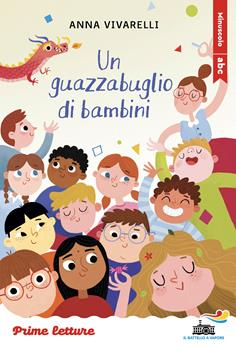 ANNA VIVARELLI
Un
guazzabuglio
di bambini
Minuscolo
abc
Prime letture
IL BATTELLO A VAPORE